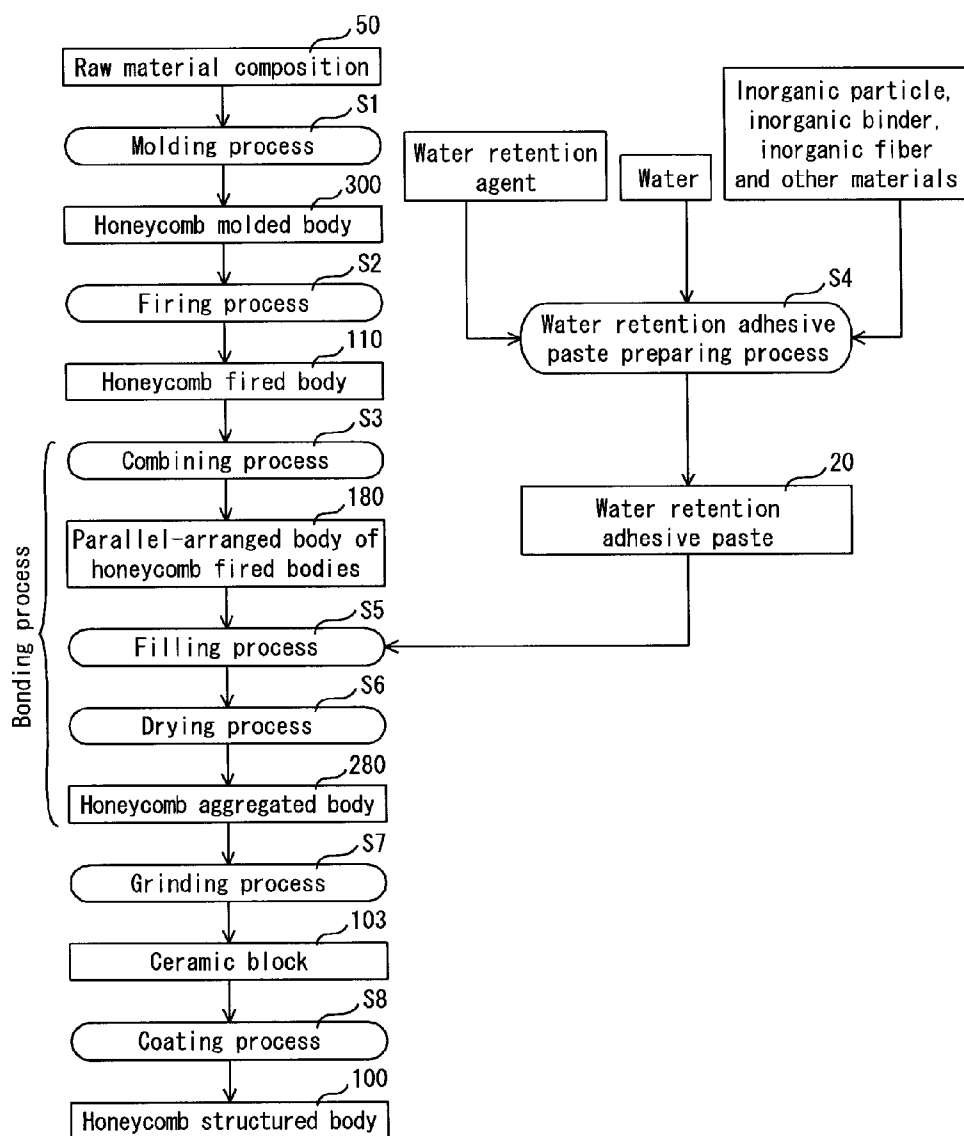 50
Raw material composition
S1
Molding process
300
Honeycomb molded body
S2
Firing process
110
Honeycomb fired body
S3
Combining process
180
Parallel-arranged body of
honeycomb fired bodies
S5
Filling process
S6
Drying process
280
Honeycomb aggregated body
Bonding process
S7
Grinding process
103
Ceramic block
S8
Coating process
100
Honeycomb structured body
Water retention
agent
Water
Inorganic particle,
inorganic binder,
inorganic fiber
and other materials
S4
Water retention adhesive
paste preparing process
20
Water retention
adhesive paste